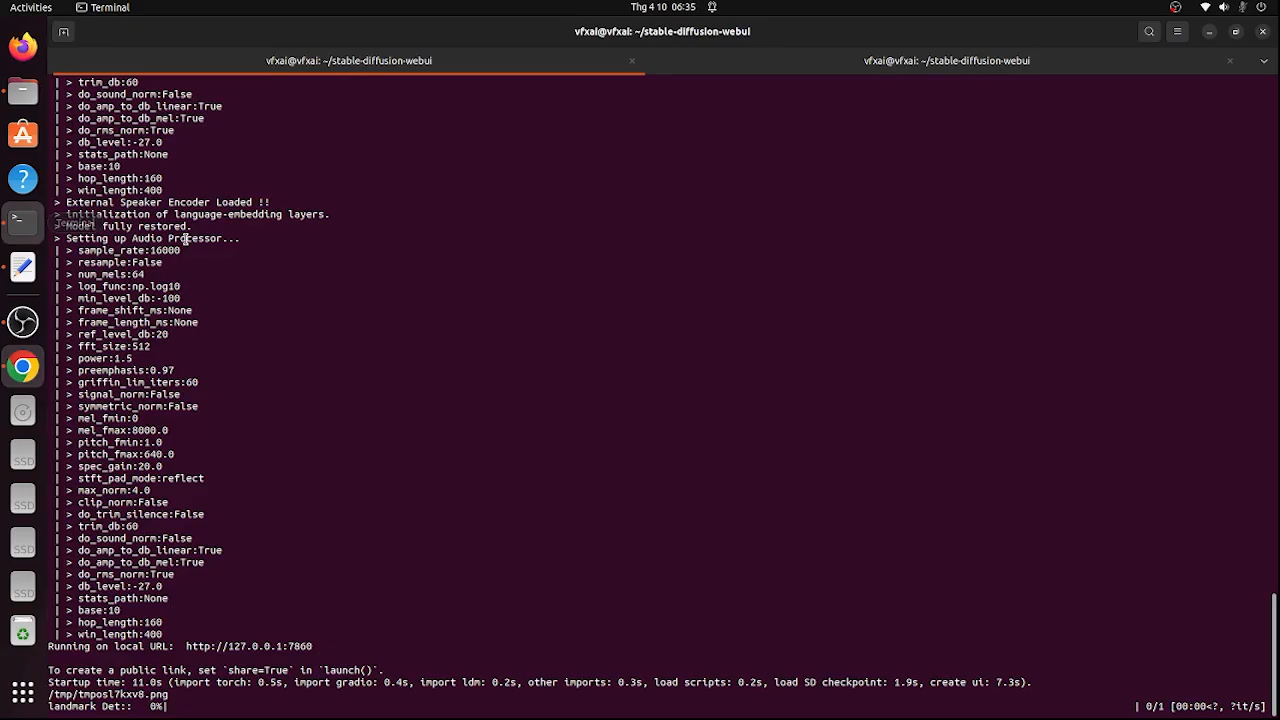 Activities
Terminal
Thg 4 10 06:35
vfxai@vfxai: ~/stable-diffusion-webui
vfxai@vfxai: ~/stable-diffusion-webui
vfxai@vfxai: ~/stable-diffusion-webui
| > trim_db:60
| > do_sound_norm:False
| > do_amp_to_db_linear:True
| > do_amp_to_db_mel:True
| > do_rms_norm:True
| > db_level:-27.0
| > stats_path:None
| > base:10
| > hop_length:160
| > win_length:400
> External Speaker Encoder Loaded !!
> initialization of language-embedding layers.
> Model fully restored.
> Setting up Audio Processor...
| > sample_rate:16000
| > resample:False
| > num_mels:64
| > log_func:np.log10
| > min_level_db:-100
| > frame_shift_ms:None
| > frame_length_ms:None
| > ref_level_db:20
| > fft_size:512
| > power:1.5
| > preemphasis:0.97
| > griffin_lim_iters:60
| > signal_norm:False
| > symmetric_norm:False
| > mel_fmin:0
| > mel_fmax:8000.0
| > pitch_fmin:1.0
| > pitch_fmax:640.0
| > spec_gain:20.0
| > stft_pad_mode:reflect
| > max_norm:4.0
| > clip_norm:False
| > do_trim_silence:False
| > trim_db:60
| > do_sound_norm:False
| > do_amp_to_db_linear:True
| > do_amp_to_db_mel:True
| > do_rms_norm:True
| > db_level:-27.0
| > stats_path:None
| > base:10
| > hop_length:160
| > win_length:400
Running on local URL:  http://127.0.0.1:7860
To create a public link, set `share=True` in `launch()`.
Startup time: 11.0s (import torch: 0.5s, import gradio: 0.4s, import ldm: 0.2s, other imports: 0.3s, load scripts: 0.2s, load SD checkpoint: 1.9s, create ui: 7.3s).
/tmp/tmposl7kxv8.png
landmark Det::   0%| | 0/1 [00:00<?, ?it/s]
Terminal
SSD
SSD
SSD
SSD